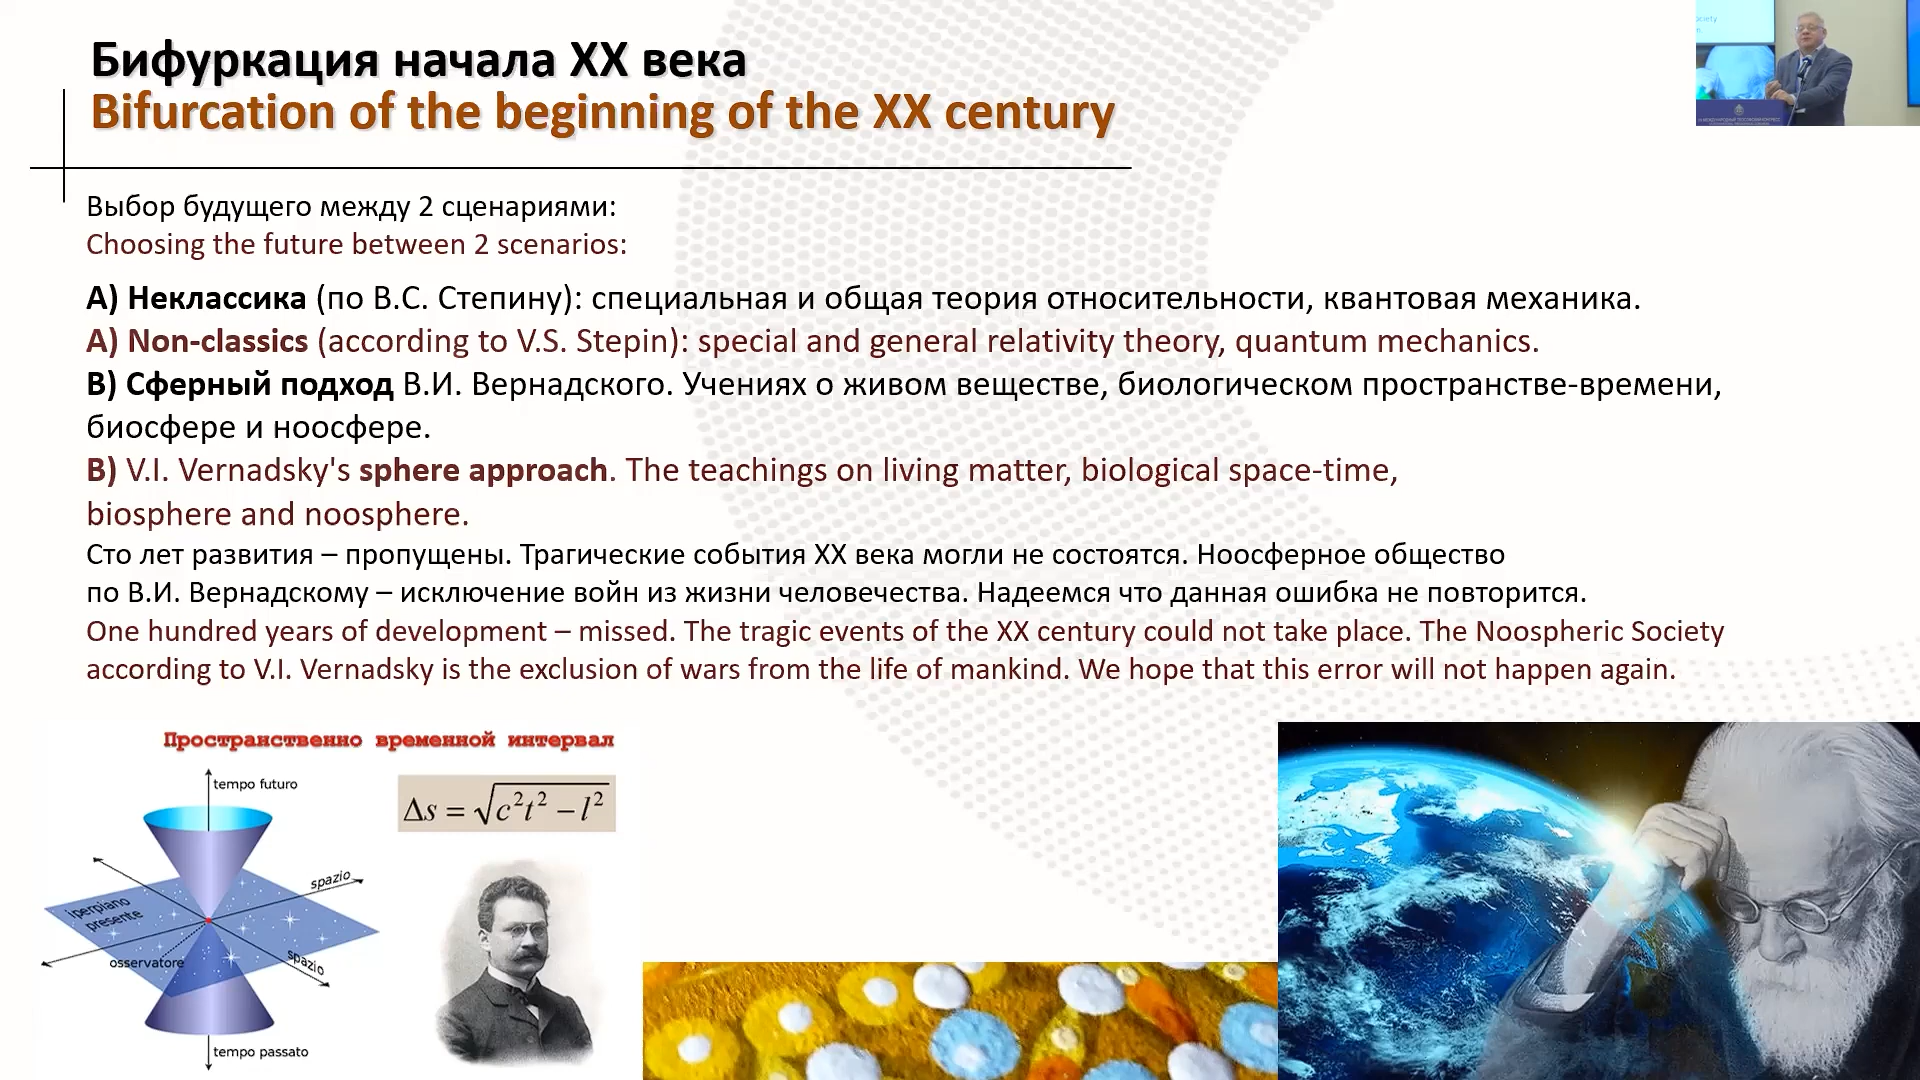 Бифуркация начала XX века
Bifurcation of the beginning of the XX century
Выбор будущего между 2 сценариями:
Choosing the future between 2 scenarios:
А) Неклассика (по В.С. Степину): специальная и общая теория относительности, квантовая механика.
A) Non-classics (according to V.S. Stepin): special and general relativity theory, quantum mechanics.
В) Сферный подход В.И. Вернадского. Учениях о живом веществе, биологическом пространстве-времени,
биосфере и ноосфере.
B) V.I. Vernadsky's sphere approach. The teachings on living matter, biological space-time,
biosphere and noosphere.
Сто лет развития – пропущены. Трагические события XX века могли не состоятся. Ноосферное общество
по В.И. Вернадскому – исключение войн из жизни человечества. Надеемся что данная ошибка не повторится.
One hundred years of development – missed. The tragic events of the XX century could not take place. The Noospheric Society
according to V.I. Vernadsky is the exclusion of wars from the life of mankind. We hope that this error will not happen again.
Пространственно временной интервал
tempo futuro
Δs = √c²t² – l²
spazio
iperpiano
presente
osservatore
spazio
tempo passato